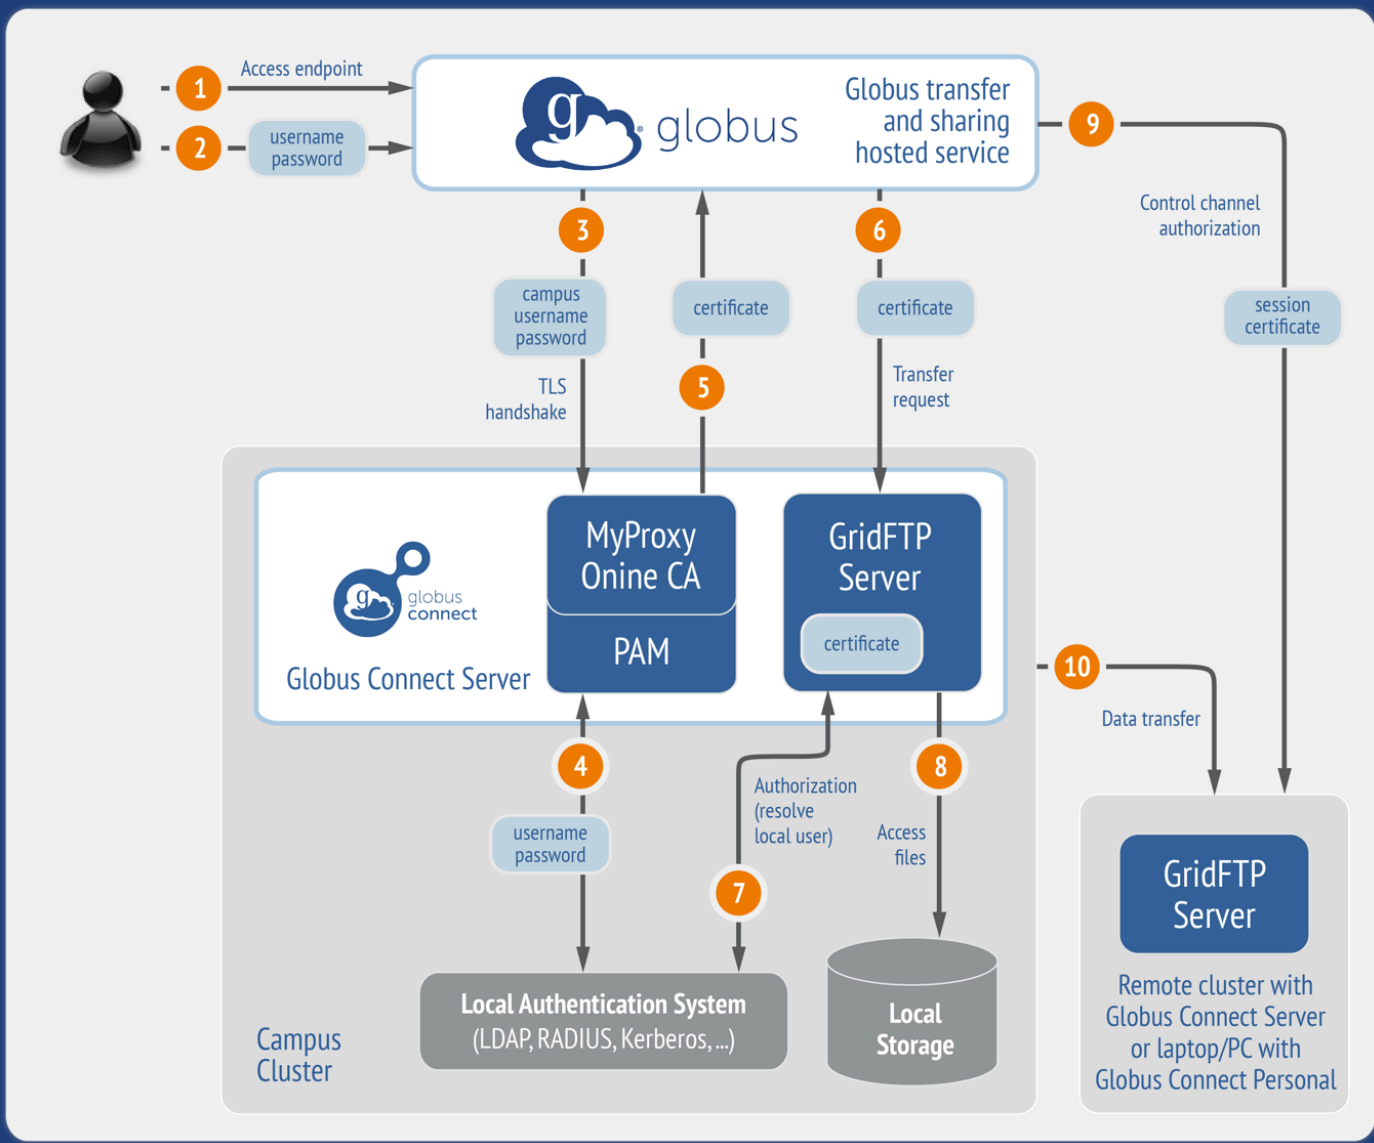 1
Access endpoint
2
username
password
g
globus
Globus transfer
and sharing
hosted service
9
Control channel
authorization
session
certificate
3
campus
username
password
TLS
handshake
certificate
5
6
certificate
Transfer
request
g
globus
connect
Globus Connect Server
MyProxy
Onine CA
PAM
GridFTP
Server
certificate
10
Data transfer
4
username
password
Authorization
(resolve
local user)
7
8
Access
files
Local Authentication System
(LDAP, RADIUS, Kerberos, ...)
Local
Storage
Campus
Cluster
GridFTP
Server
Remote cluster with
Globus Connect Server
or laptop/PC with
Globus Connect Personal